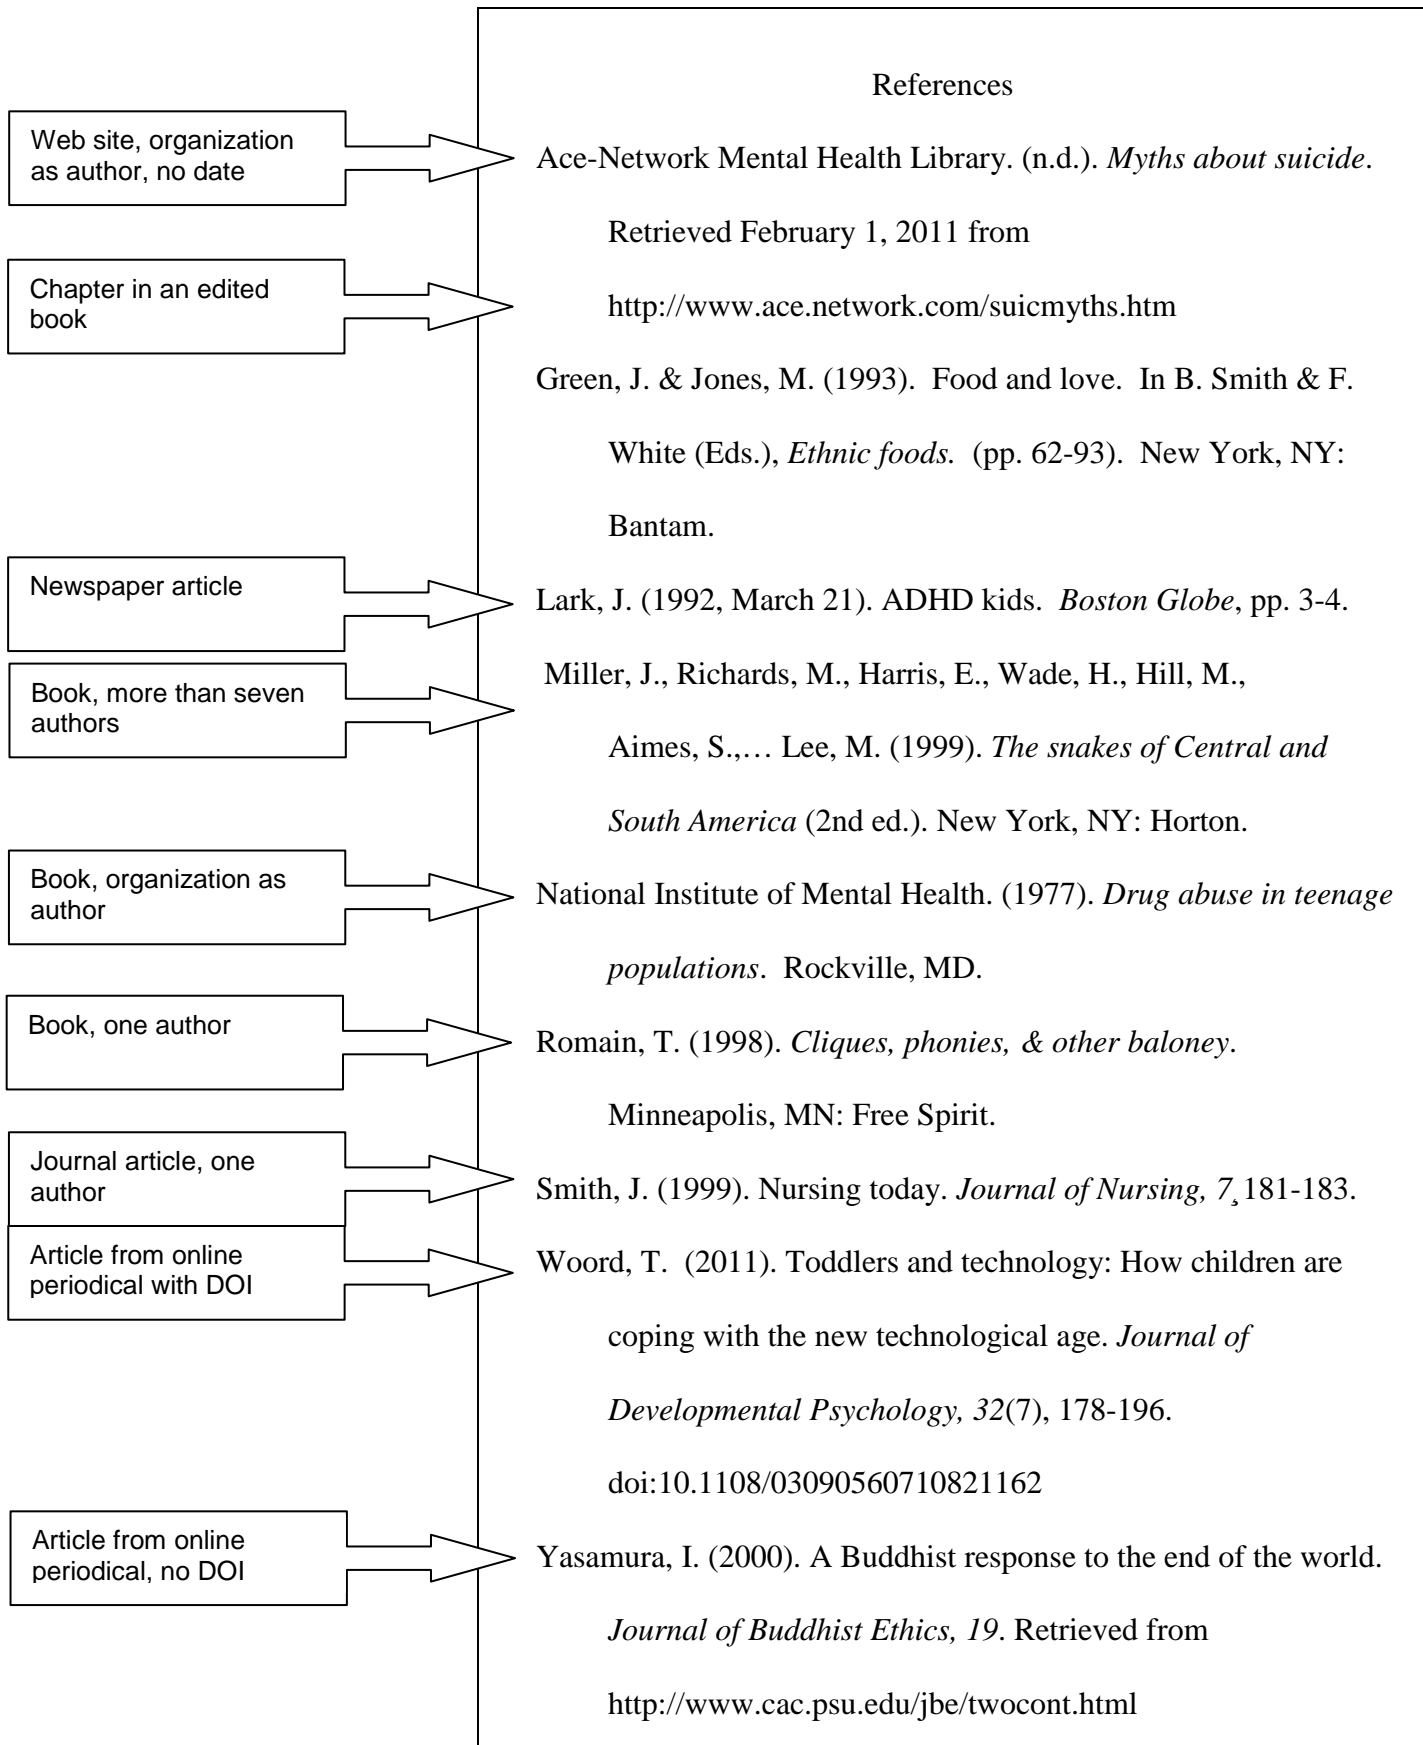 References
Web site, organization
as author, no date
Ace-Network Mental Health Library. (n.d.). Myths about suicide.
Retrieved February 1, 2011 from
http://www.ace.network.com/suicmyths.htm
Chapter in an edited
book
Green, J. & Jones, M. (1993).  Food and love.  In B. Smith & F.
White (Eds.), Ethnic foods.  (pp. 62-93).  New York, NY:
Bantam.
Newspaper article
Lark, J. (1992, March 21). ADHD kids.  Boston Globe, pp. 3-4.
Book, more than seven
authors
Miller, J., Richards, M., Harris, E., Wade, H., Hill, M.,
Aimes, S.,… Lee, M. (1999). The snakes of Central and
South America (2nd ed.). New York, NY: Horton.
Book, organization as
author
National Institute of Mental Health. (1977). Drug abuse in teenage
populations.  Rockville, MD.
Book, one author
Romain, T. (1998). Cliques, phonies, & other baloney.
Minneapolis, MN: Free Spirit.
Journal article, one
author
Smith, J. (1999). Nursing today. Journal of Nursing, 7¸181-183.
Article from online
periodical with DOI
Woord, T.  (2011). Toddlers and technology: How children are
coping with the new technological age. Journal of
Developmental Psychology, 32(7), 178-196.
doi:10.1108/03090560710821162
Article from online
periodical, no DOI
Yasamura, I. (2000). A Buddhist response to the end of the world.
Journal of Buddhist Ethics, 19. Retrieved from
http://www.cac.psu.edu/jbe/twocont.html